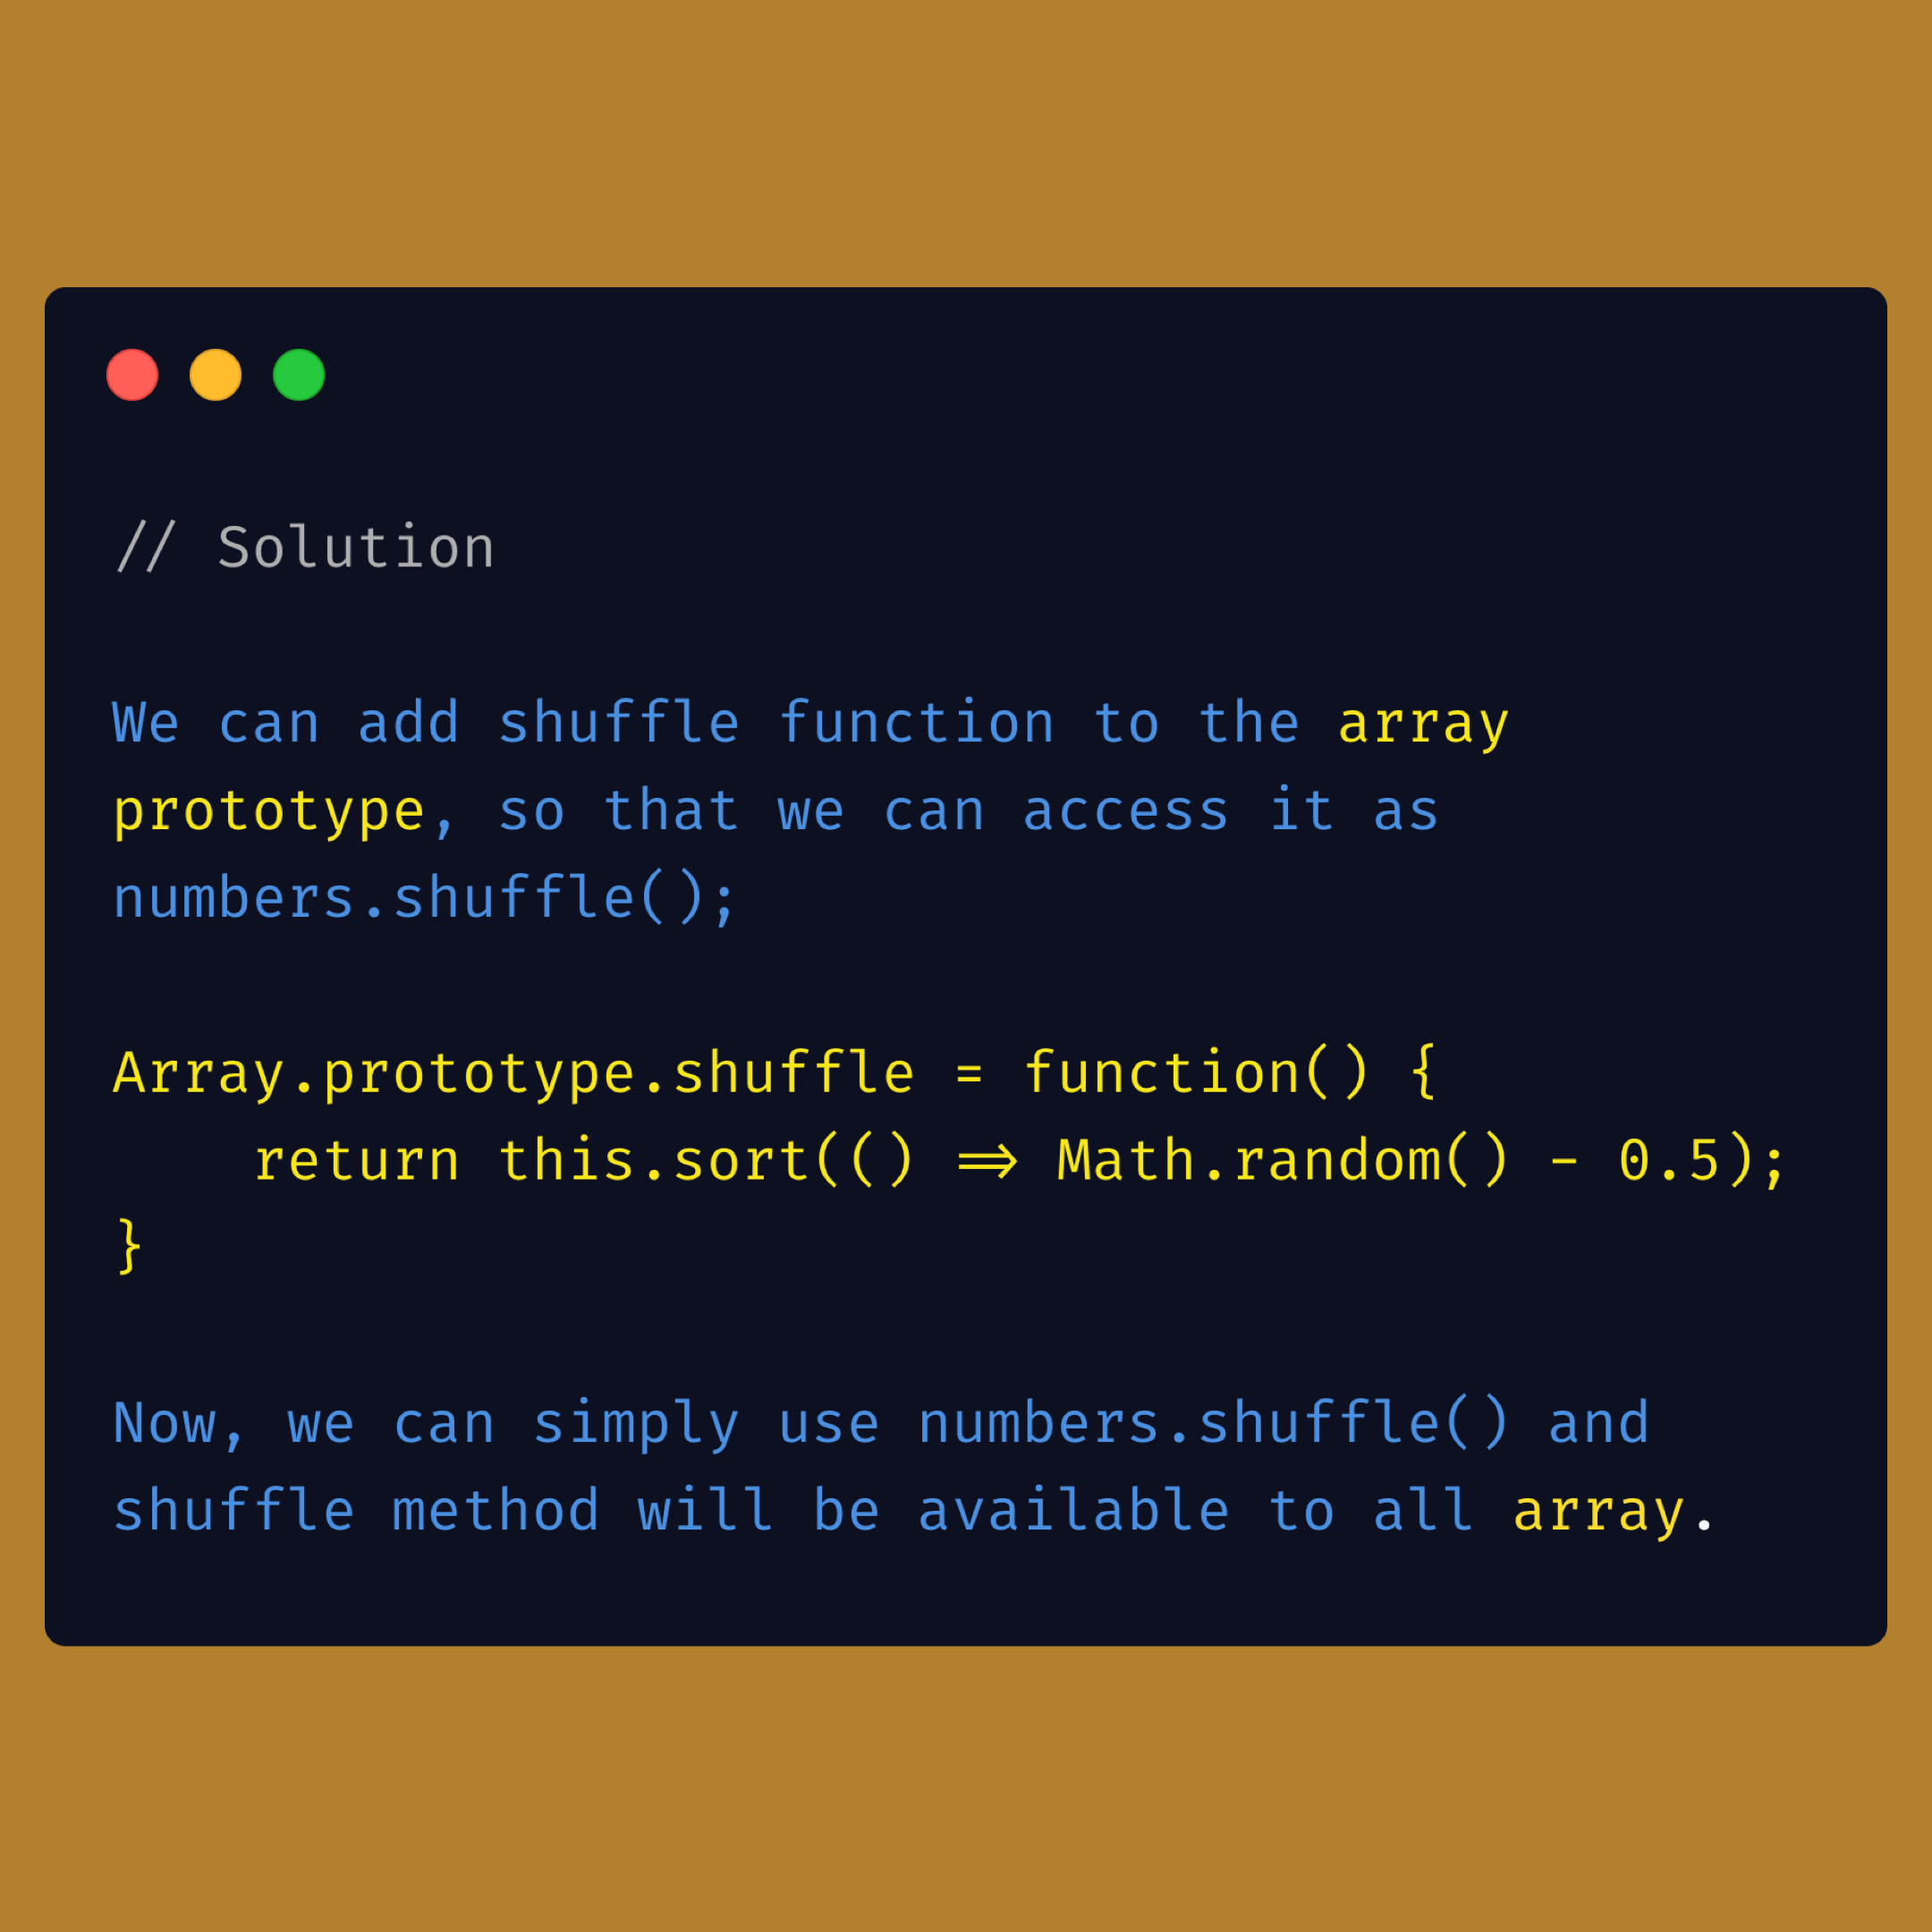 // Solution
We can add shuffle function to the array
prototype, so that we can access it as
numbers.shuffle();
Array.prototype.shuffle = function() {
    return this.sort(() => Math.random() - 0.5);
}
Now, we can simply use numbers.shuffle() and
shuffle method will be available to all array.